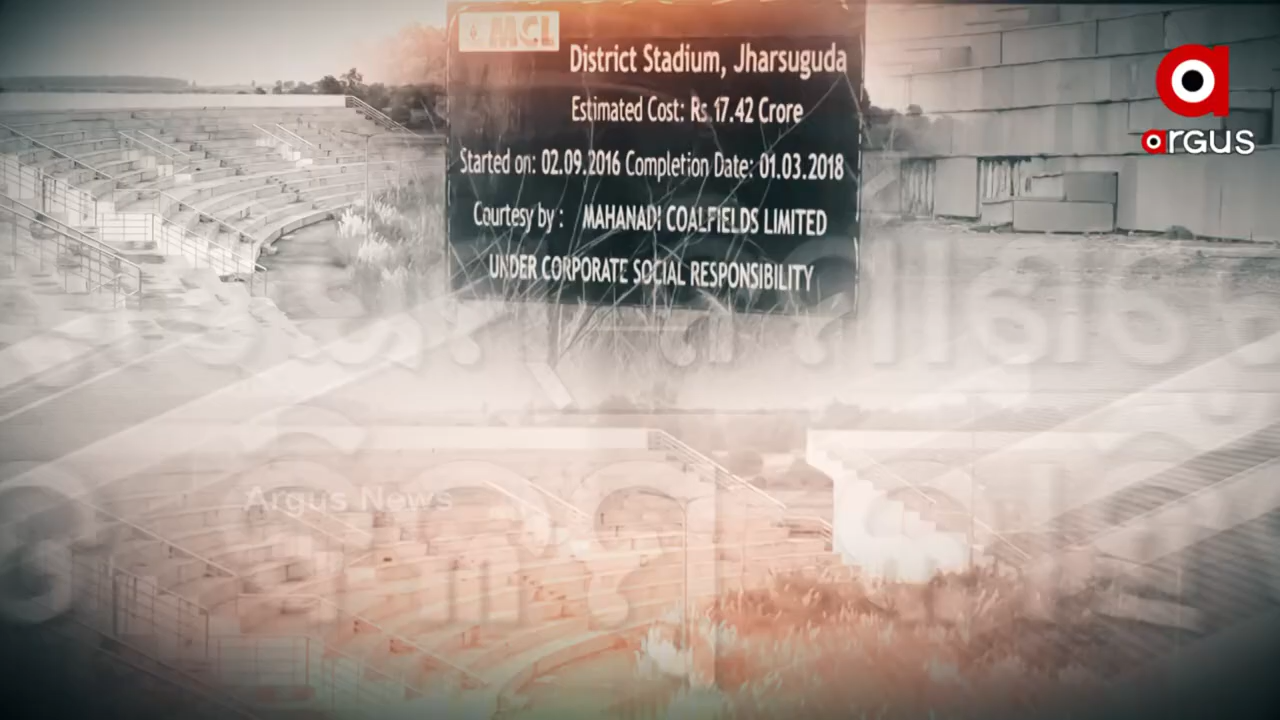 MCL
District Stadium, Jharsuguda
Estimated Cost: Rs. 17.42 Crore
Started on: 02.09.2016 Completion Date: 01.03.2018
Courtesy by : MAHANADI COALFIELDS LIMITED
UNDER CORPORATE SOCIAL RESPONSIBILITY
argus
Argus News